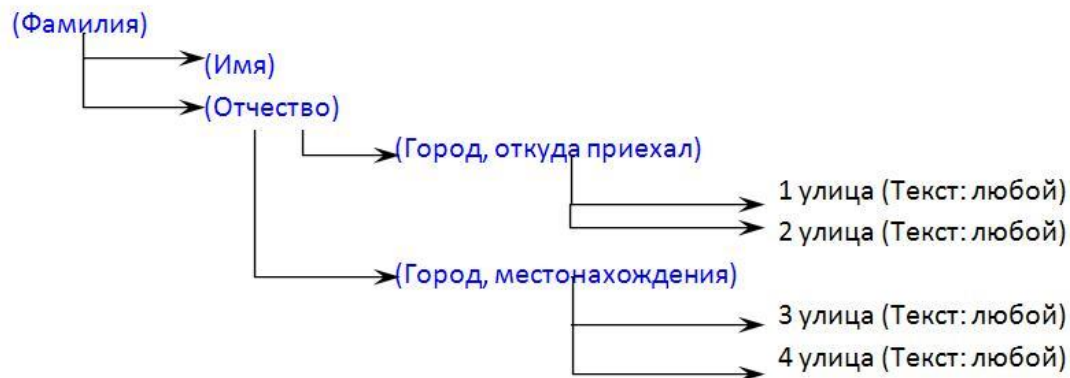 (Фамилия)
(Имя)
(Отчество)
(Город, откуда приехал)
1 улица (Текст: любой)
2 улица (Текст: любой)
(Город, местонахождения)
3 улица (Текст: любой)
4 улица (Текст: любой)